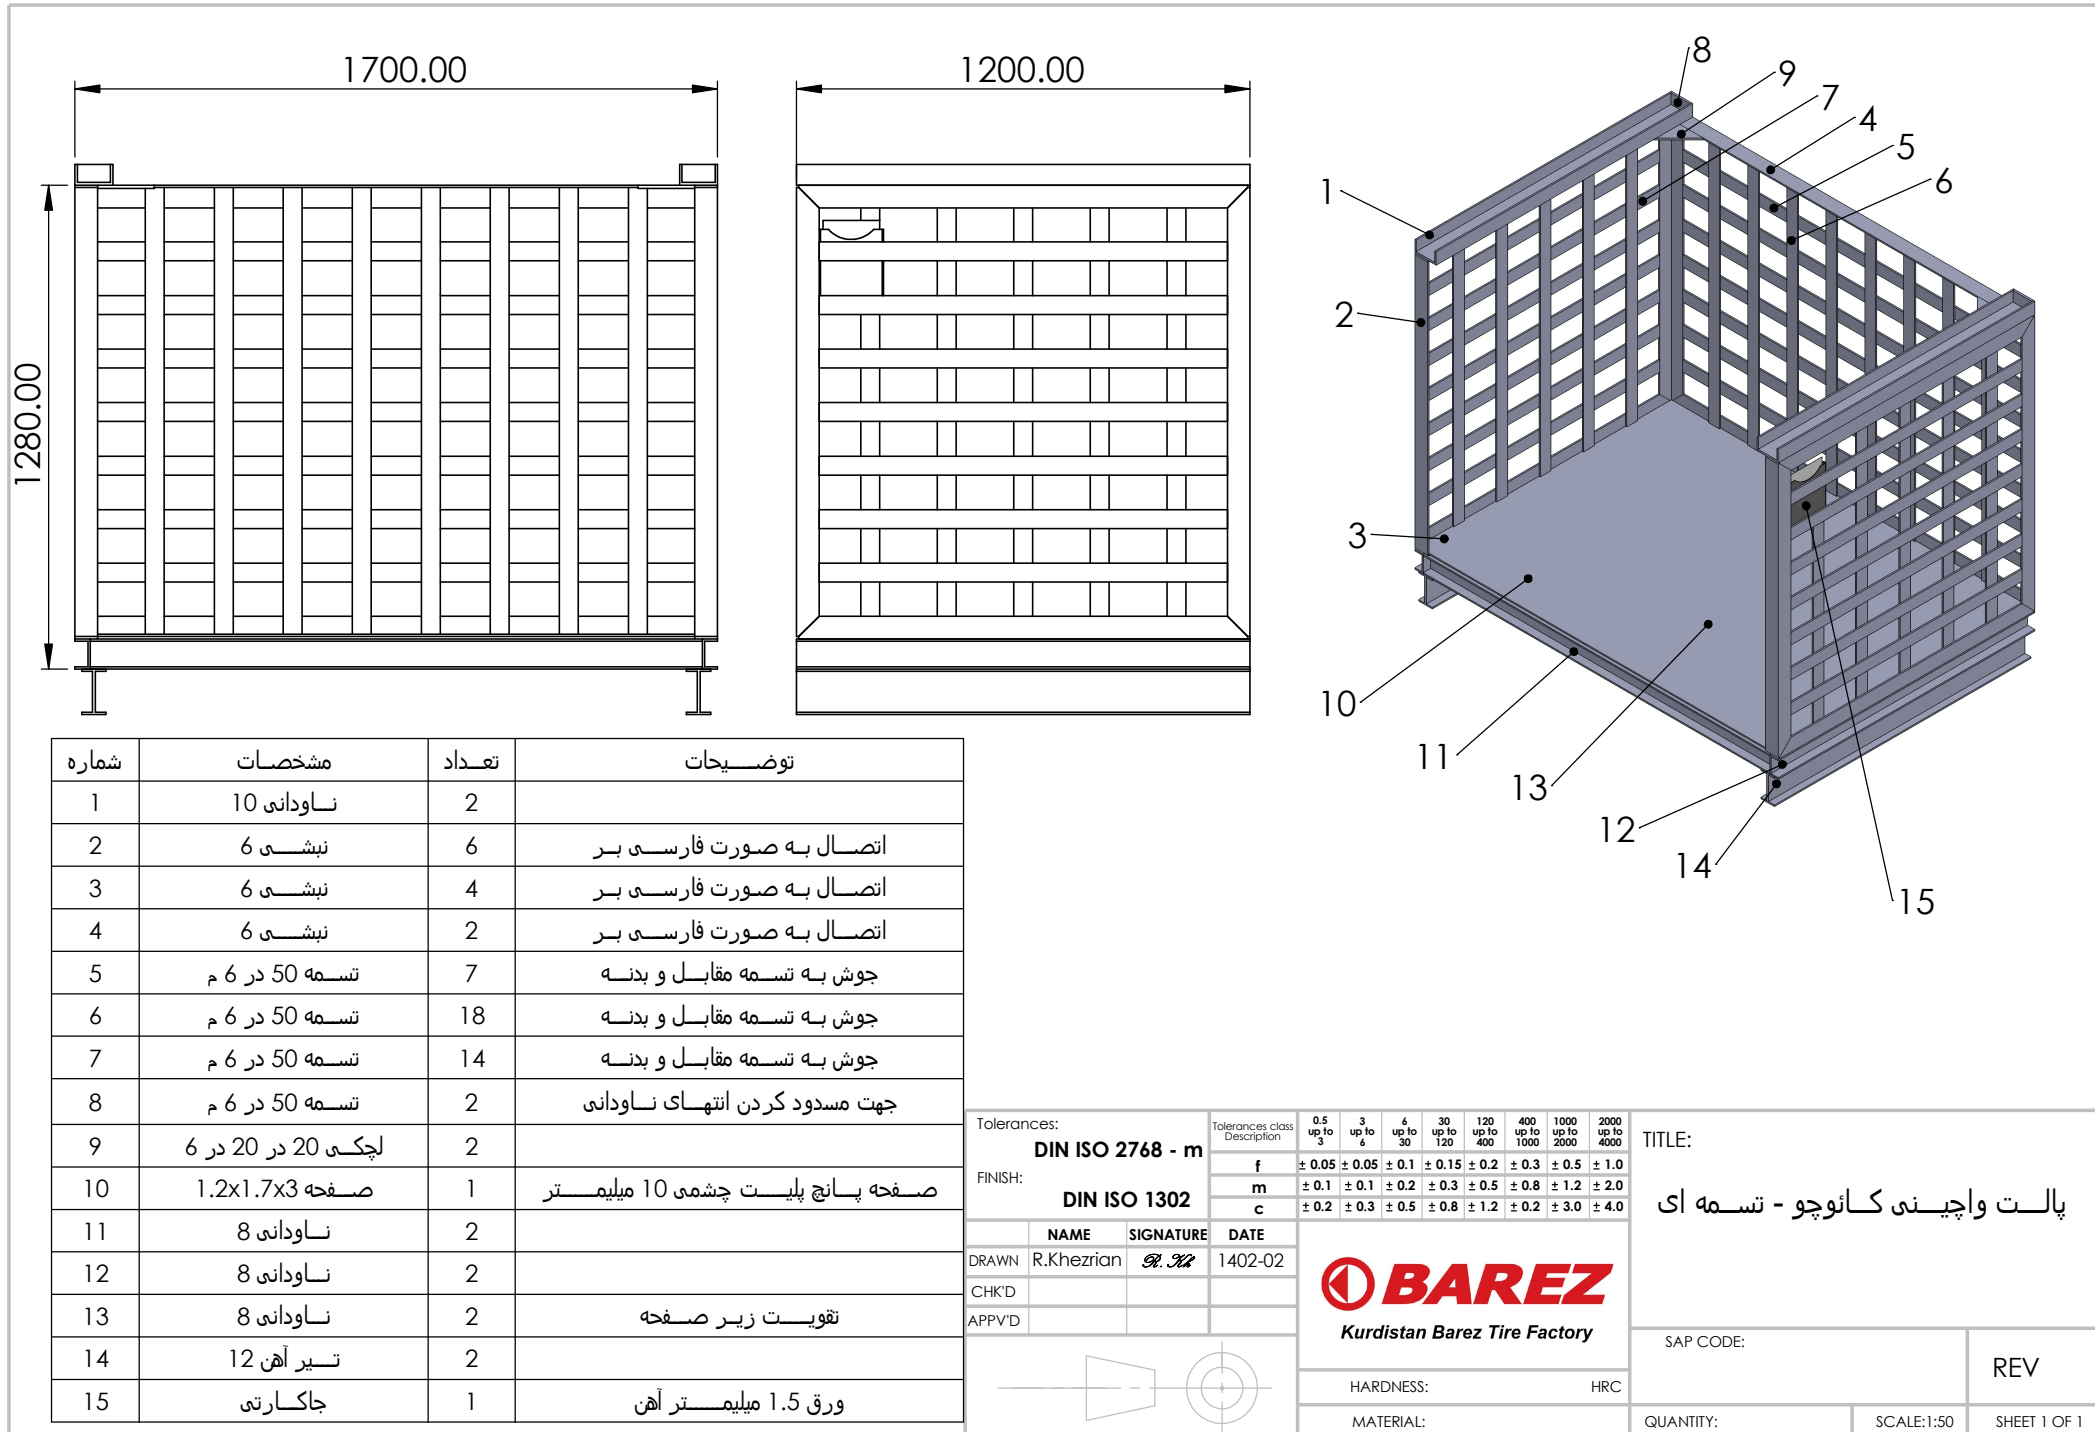 1700.00
1200.00
1280.00
8
9
7
4
5
6
1
2
3
10
11
13
12
14
15
شماره مشخصات تعداد توضیحات
1 ناودانی 10 2
2 نبشی 6 6 اتصال به صورت فارسی بر
3 نبشی 6 4 اتصال به صورت فارسی بر
4 نبشی 6 2 اتصال به صورت فارسی بر
5 تسمه 50 در 6 م 7 جوش به تسمه مقابل و بدنه
6 تسمه 50 در 6 م 18 جوش به تسمه مقابل و بدنه
7 تسمه 50 در 6 م 14 جوش به تسمه مقابل و بدنه
8 تسمه 50 در 6 م 2 جهت مسدود کردن انتهای ناودانی
9 لچکی 20 در 20 در 6 2
10 صفحه 1.2x1.7x3 1 صفحه پانچ پلیت چشمی 10 میلیمتر
11 ناودانی 8 2
12 ناودانی 8 2
13 ناودانی 8 2 تقویت زیر صفحه
14 تیر آهن 12 2
15 جاکارتی 1 ورق 1.5 میلیمتر آهن
Tolerances:
DIN ISO 2768 - m
FINISH:
DIN ISO 1302
Tolerances class Description 0.5 up to 3 3 up to 6 6 up to 30 30 up to 120 120 up to 400 400 up to 1000 1000 up to 2000 2000 up to 4000
f ± 0.05 ± 0.05 ± 0.1 ± 0.15 ± 0.2 ± 0.3 ± 0.5 ± 1.0
m ± 0.1 ± 0.1 ± 0.2 ± 0.3 ± 0.5 ± 0.8 ± 1.2 ± 2.0
c ± 0.2 ± 0.3 ± 0.5 ± 0.8 ± 1.2 ± 0.2 ± 3.0 ± 4.0
NAME SIGNATURE DATE
DRAWN R.Khezrian R. Kh 1402-02
CHK'D
APPV'D
BAREZ
Kurdistan Barez Tire Factory
HARDNESS: HRC
MATERIAL:
TITLE:
پالت واچینی کائوچو - تسمه ای
SAP CODE:
REV
QUANTITY:
SCALE:1:50
SHEET 1 OF 1